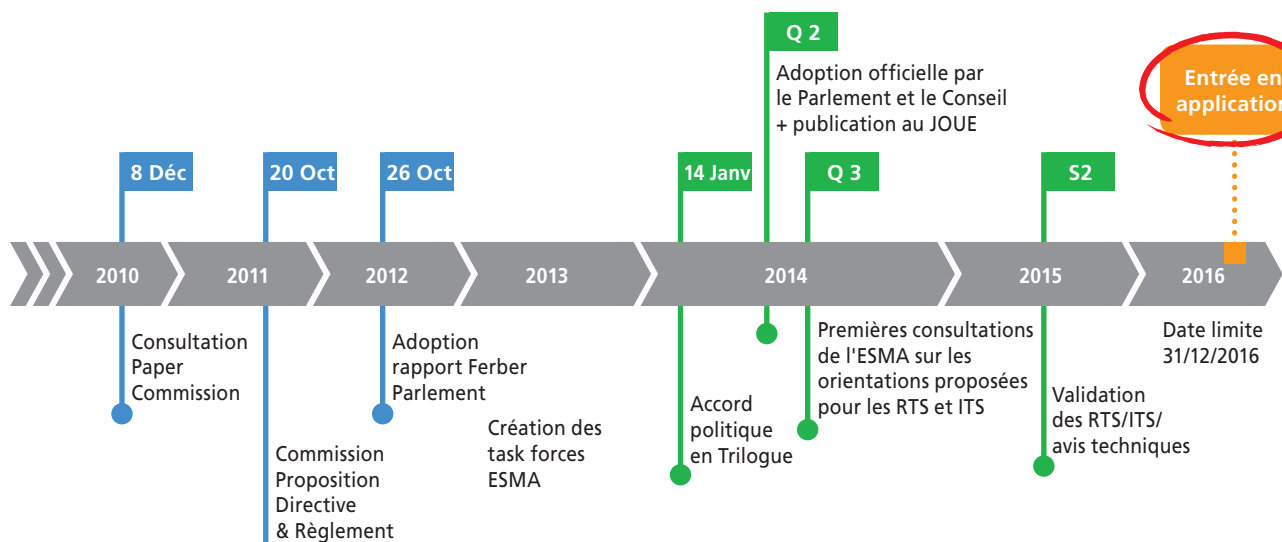 Q 2
Adoption officielle par
le Parlement et le Conseil
+ publication au JOUE
Entrée en
application
8 Déc
20 Oct
26 Oct
14 Janv
Q 3
S2
2010
2011
2012
2013
2014
2015
2016
Consultation
Paper
Commission
Commission
Proposition
Directive
& Règlement
Adoption
rapport Ferber
Parlement
Création des
task forces
ESMA
Accord
politique
en Trilogue
Premières consultations
de l'ESMA sur les
orientations proposées
pour les RTS et ITS
Validation
des RTS/ITS/
avis techniques
Date limite
31/12/2016